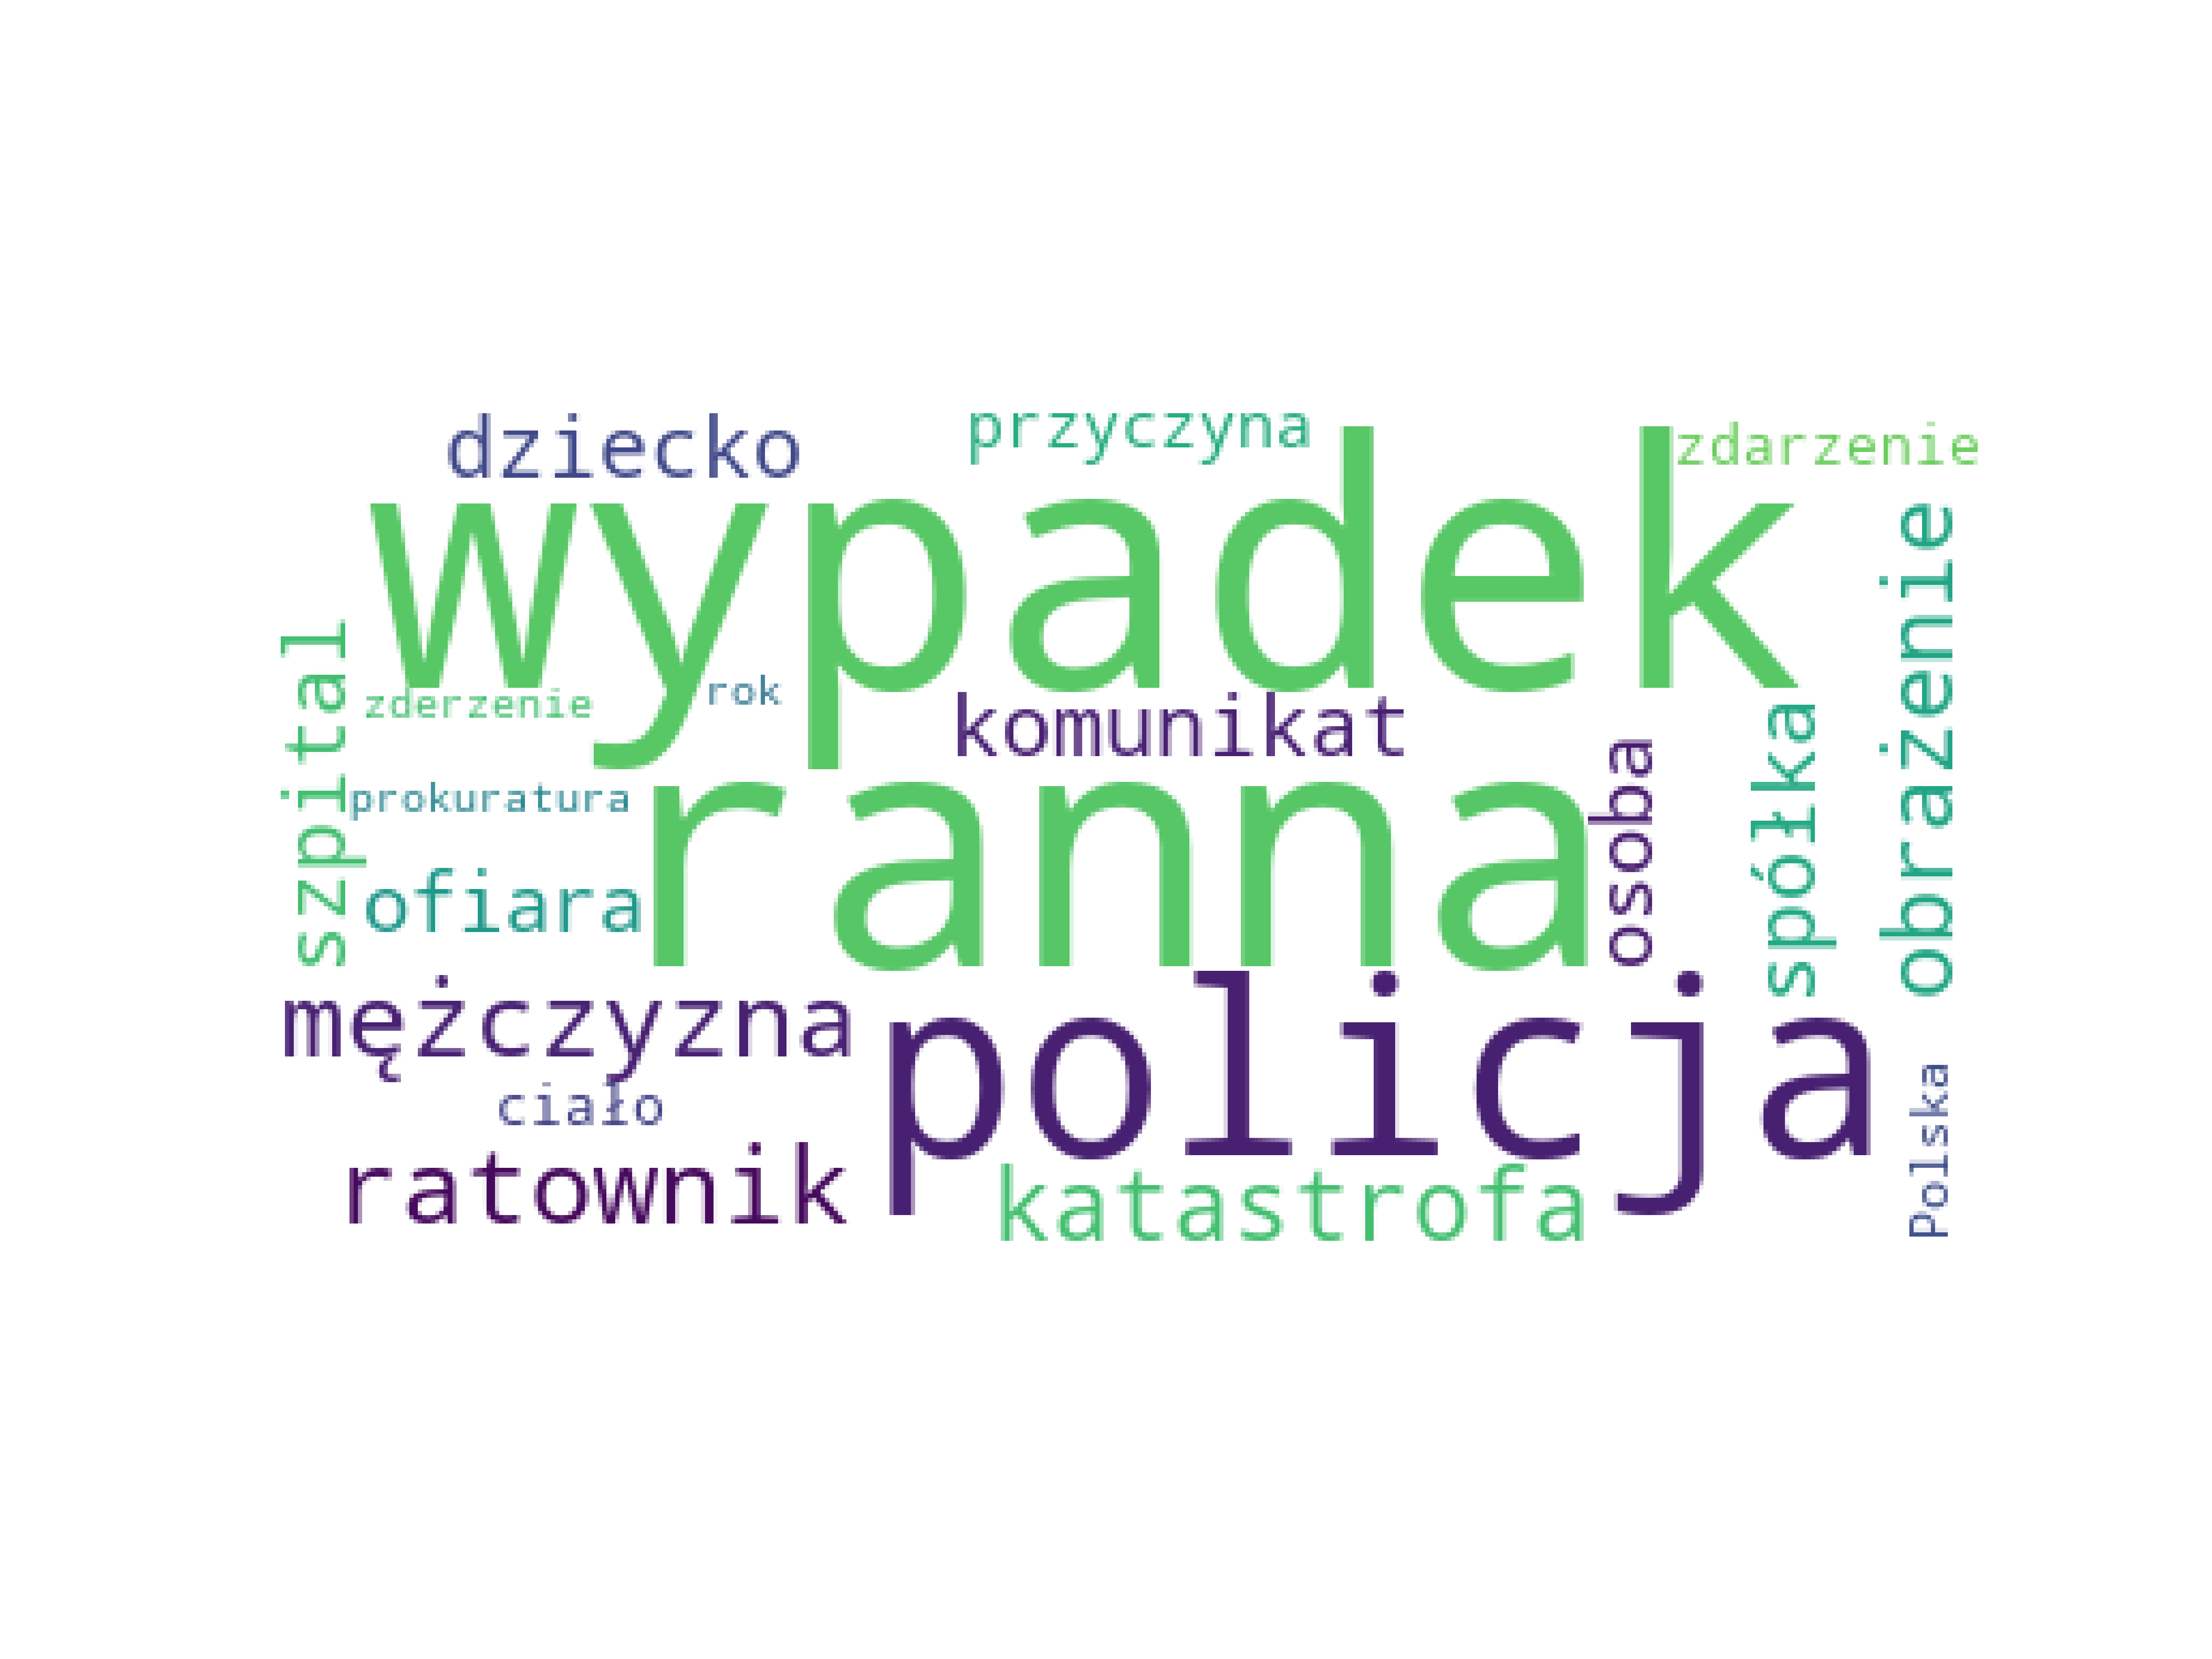 dziecko
przyczyna
zdarzenie
wypadek
szpital
zderzenie
rok
komunikat
obrażenie
spółka
osoba
prokuratura
ranna
ofiara
mężczyzna
policja
ciało
Polska
ratownik
katastrofa